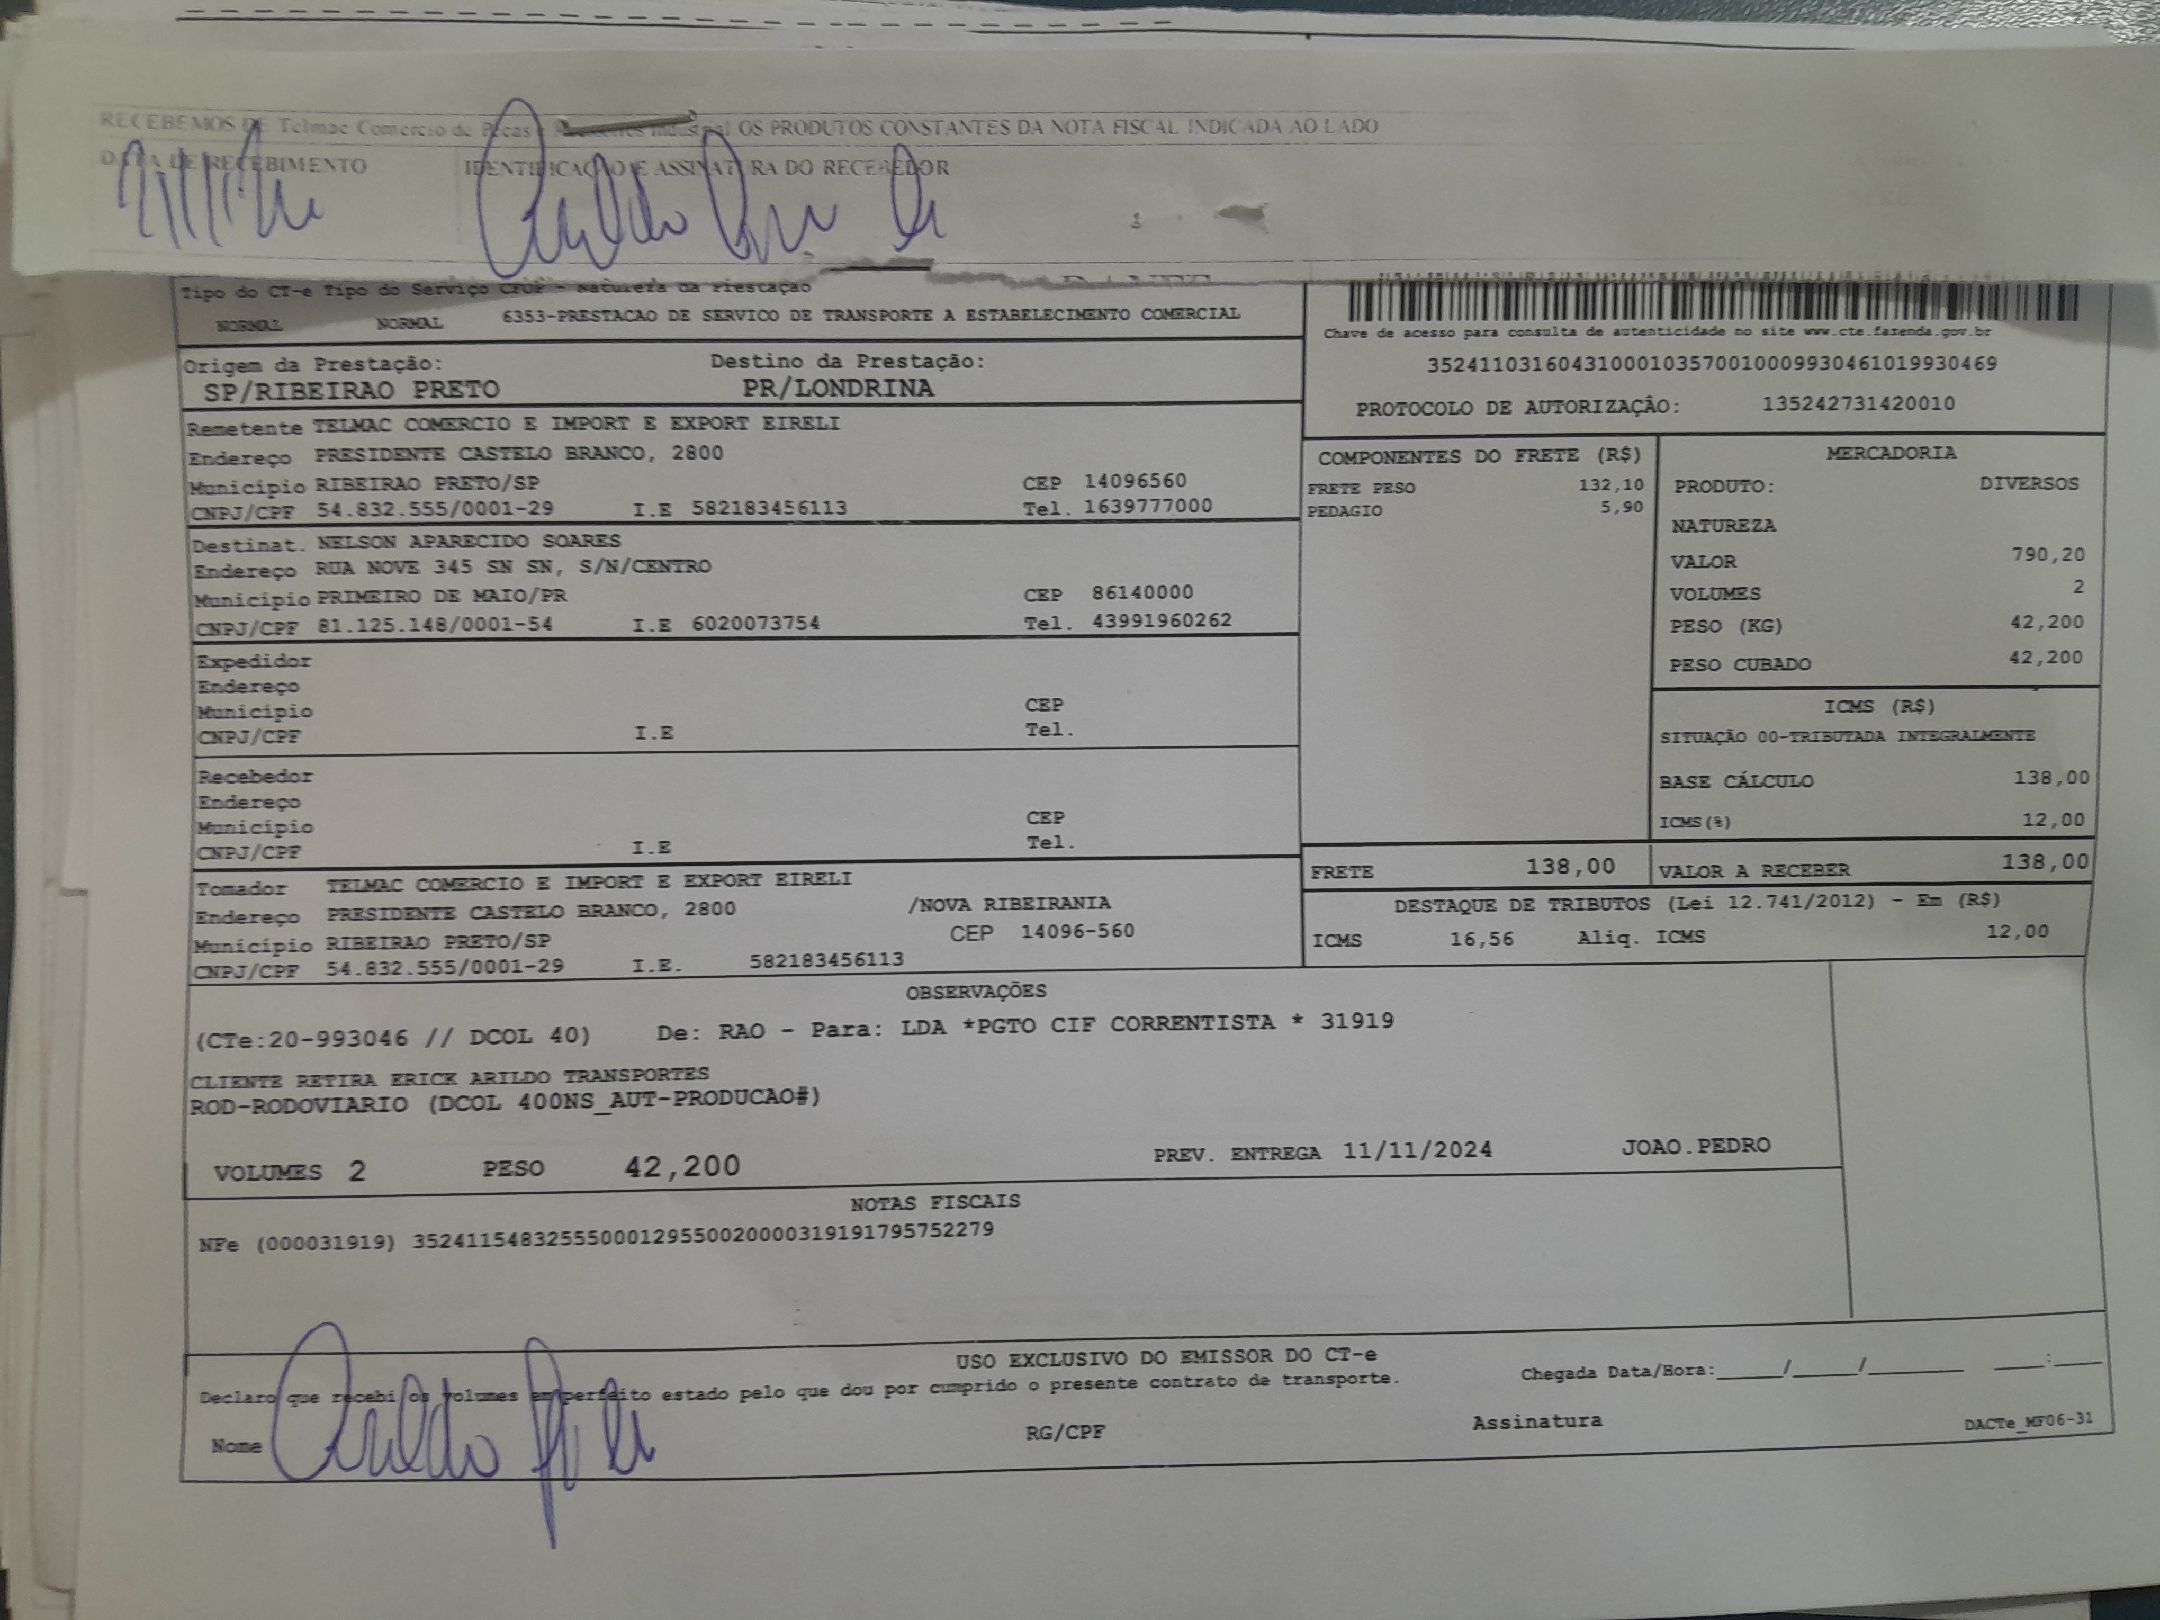 RECEBEMOS DE Telmac Comercio de Pecas e Industrial OS PRODUTOS CONSTANTES DA NOTA FISCAL INDICADA AO LADO
DATA DE RECEBIMENTO IDENTIFICAÇÃO E ASSINATURA DO RECEBEDOR
Arildo
Tipo do CT-e Tipo do Serviço CFOP - Natureza da Prestação
NORMAL NORMAL 6353-PRESTACAO DE SERVICO DE TRANSPORTE A ESTABELECIMENTO COMERCIAL
Chave de acesso para consulta de autenticidade no site www.cte.fazenda.gov.br
35241103160431000103570010009930461019930469
PROTOCOLO DE AUTORIZAÇÃO: 135242731420010
Origem da Prestação: Destino da Prestação:
SP/RIBEIRAO PRETO PR/LONDRINA
Remetente TELMAC COMERCIO E IMPORT E EXPORT EIRELI
Endereço PRESIDENTE CASTELO BRANCO, 2800
Município RIBEIRAO PRETO/SP CEP 14096560
CNPJ/CPF 54.832.555/0001-29 I.E 582183456113 Tel. 1639777000
Destinat. NELSON APARECIDO SOARES
Endereço RUA NOVE 345 SN SN, S/N/CENTRO
Município PRIMEIRO DE MAIO/PR CEP 86140000
CNPJ/CPF 81.125.148/0001-54 I.E 6020073754 Tel. 43991960262
Expedidor
Endereço
Município CEP
CNPJ/CPF I.E Tel.
Recebedor
Endereço
Município CEP
CNPJ/CPF I.E Tel.
Tomador TELMAC COMERCIO E IMPORT E EXPORT EIRELI
Endereço PRESIDENTE CASTELO BRANCO, 2800 /NOVA RIBEIRANIA
Município RIBEIRAO PRETO/SP CEP 14096-560
CNPJ/CPF 54.832.555/0001-29 I.E. 582183456113
COMPONENTES DO FRETE (R$)
FRETE PESO 132,10
PEDAGIO 5,90
MERCADORIA
PRODUTO: DIVERSOS
NATUREZA
VALOR 790,20
VOLUMES 2
PESO (KG) 42,200
PESO CUBADO 42,200
ICMS (R$)
SITUAÇÃO 00-TRIBUTADA INTEGRALMENTE
BASE CÁLCULO 138,00
ICMS(%) 12,00
FRETE 138,00 VALOR A RECEBER 138,00
DESTAQUE DE TRIBUTOS (Lei 12.741/2012) - Em (R$)
ICMS 16,56 Aliq. ICMS 12,00
OBSERVAÇÕES
(CTe:20-993046 // DCOL 40) De: RAO - Para: LDA *PGTO CIF CORRENTISTA * 31919
CLIENTE RETIRA ERICK ARILDO TRANSPORTES
ROD-RODOVIARIO (DCOL 400NS_AUT-PRODUCAO#)
VOLUMES 2 PESO 42,200 PREV. ENTREGA 11/11/2024 JOAO.PEDRO
NOTAS FISCAIS
NFe (000031919) 35241154832555000129550020000319191795752279
USO EXCLUSIVO DO EMISSOR DO CT-e
Declaro que recebi os volumes em perfeito estado pelo que dou por cumprido o presente contrato de transporte.
Chegada Data/Hora:_____/_____/_______ ____:____
Nome Arildo RG/CPF Assinatura
DACTe_MF06-31